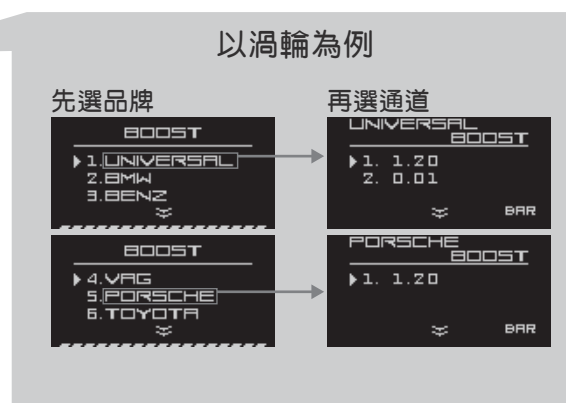 以渦輪為例
先選品牌
BOOST
1.UNIVERSAL
2.BMW
3.BENZ
再選通道
UNIVERSAL
BOOST
1. 1.20
2. 0.01
BAR
BOOST
4.VAG
5.PORSCHE
6.TOYOTA
PORSCHE
BOOST
1. 1.20
BAR